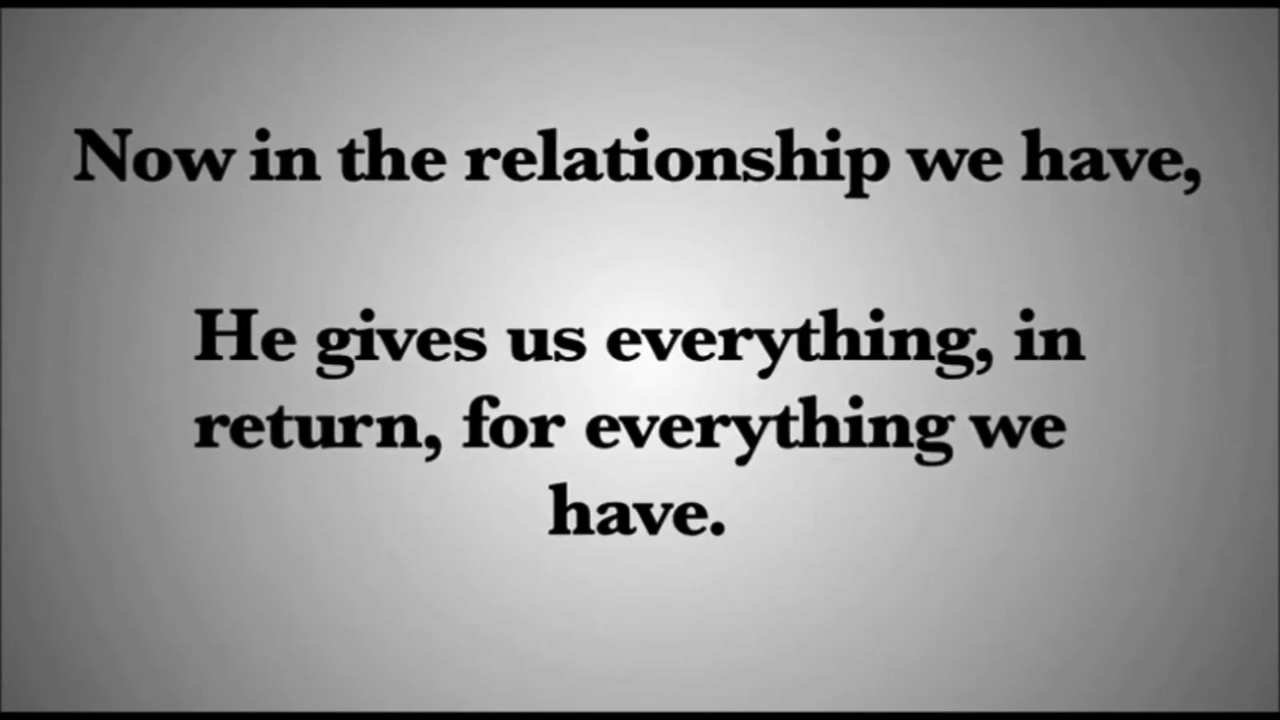 Now in the relationship we have,
He gives us everything, in
return, for everything we
have.